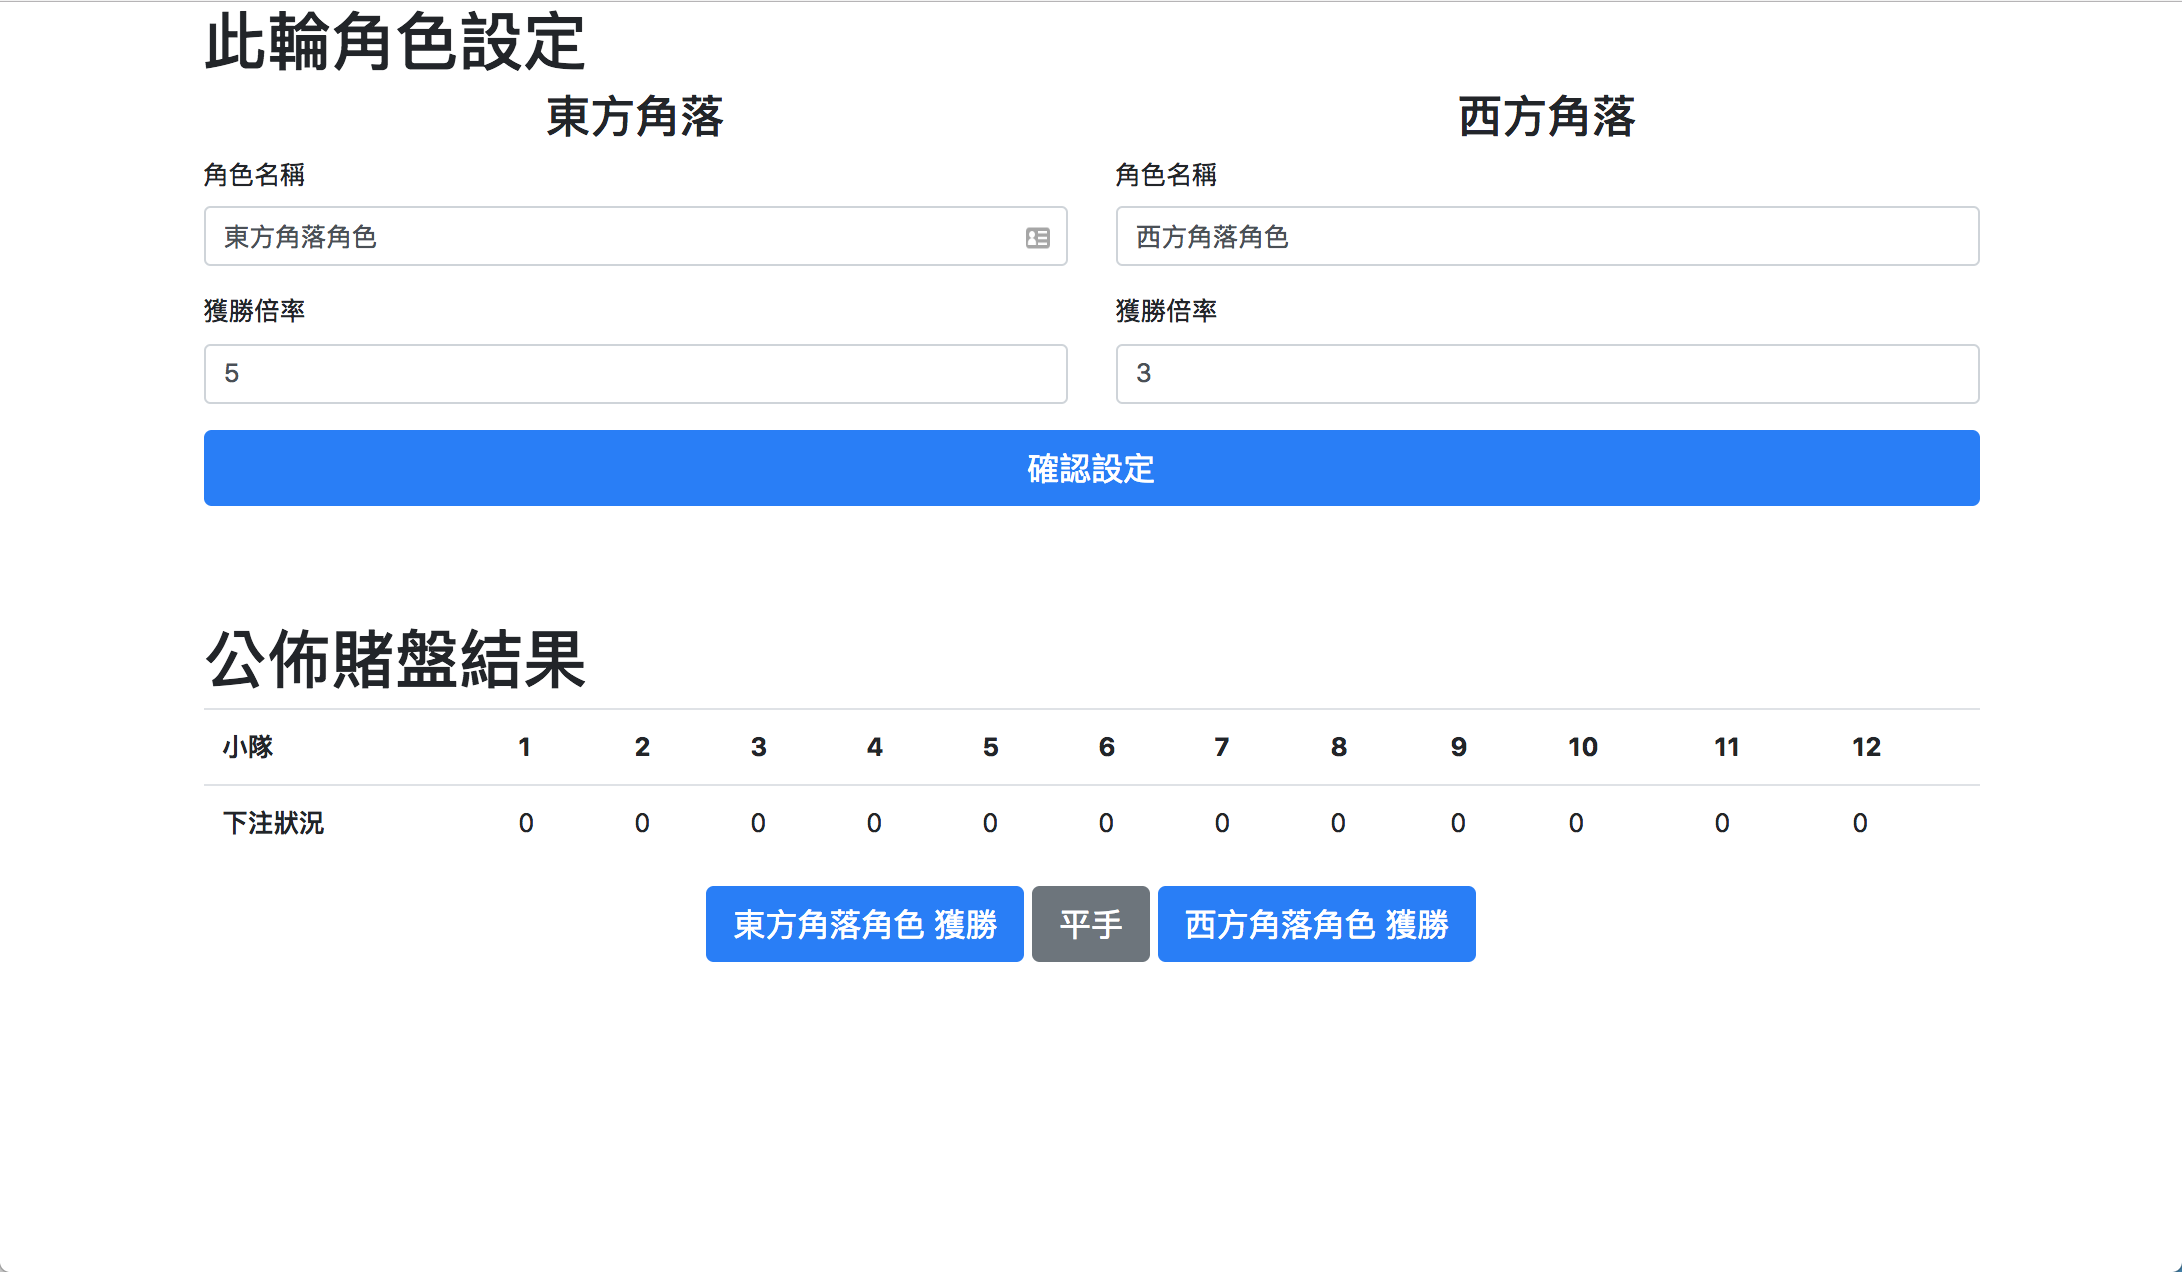 此輪角色設定
東方角落 西方角落
角色名稱 角色名稱
東方角落角色 西方角落角色
獲勝倍率 獲勝倍率
5 3
確認設定
公佈賭盤結果
小隊 1 2 3 4 5 6 7 8 9 10 11 12
下注狀況 0 0 0 0 0 0 0 0 0 0 0 0
東方角落角色 獲勝 平手 西方角落角色 獲勝